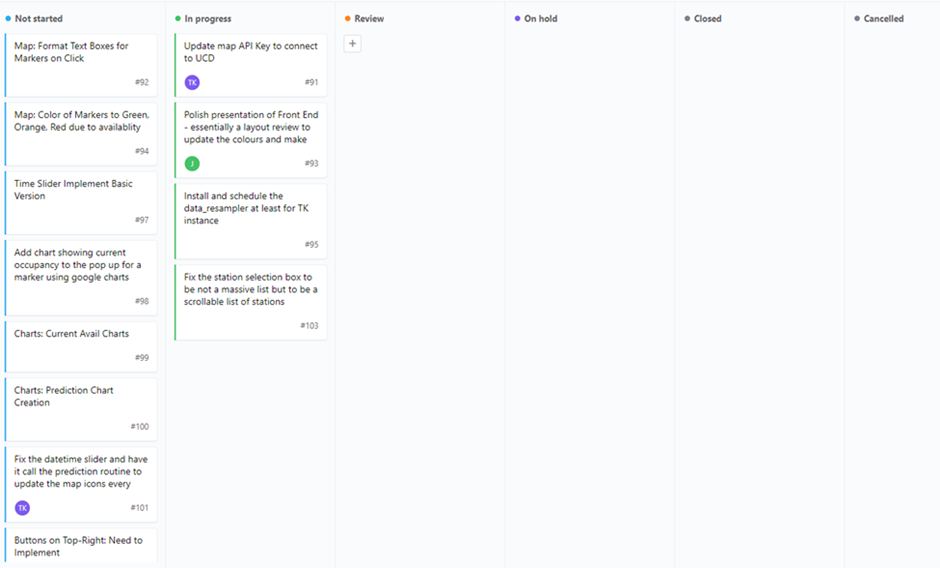 Not started
Map: Format Text Boxes for
Markers on Click
#92
Map: Color of Markers to Green,
Orange, Red due to availablity
#94
Time Slider Implement Basic
Version
#97
Add chart showing current
occupancy to the pop up for a
marker using google charts
#98
Charts: Current Avail Charts
#99
Charts: Prediction Chart
Creation
#100
Fix the datetime slider and have
it call the prediction routine to
update the map icons every
TK
#101
Buttons on Top-Right: Need to
Implement
In progress
Update map API Key to connect
to UCD
TK
#91
Polish presentation of Front End
- essentially a layout review to
update the colours and make
J
#93
Install and schedule the
data_resampler at least for TK
instance
#95
Fix the station selection box to
be not a massive list but to be a
scrollable list of stations
#103
Review
+
On hold
Closed
Cancelled